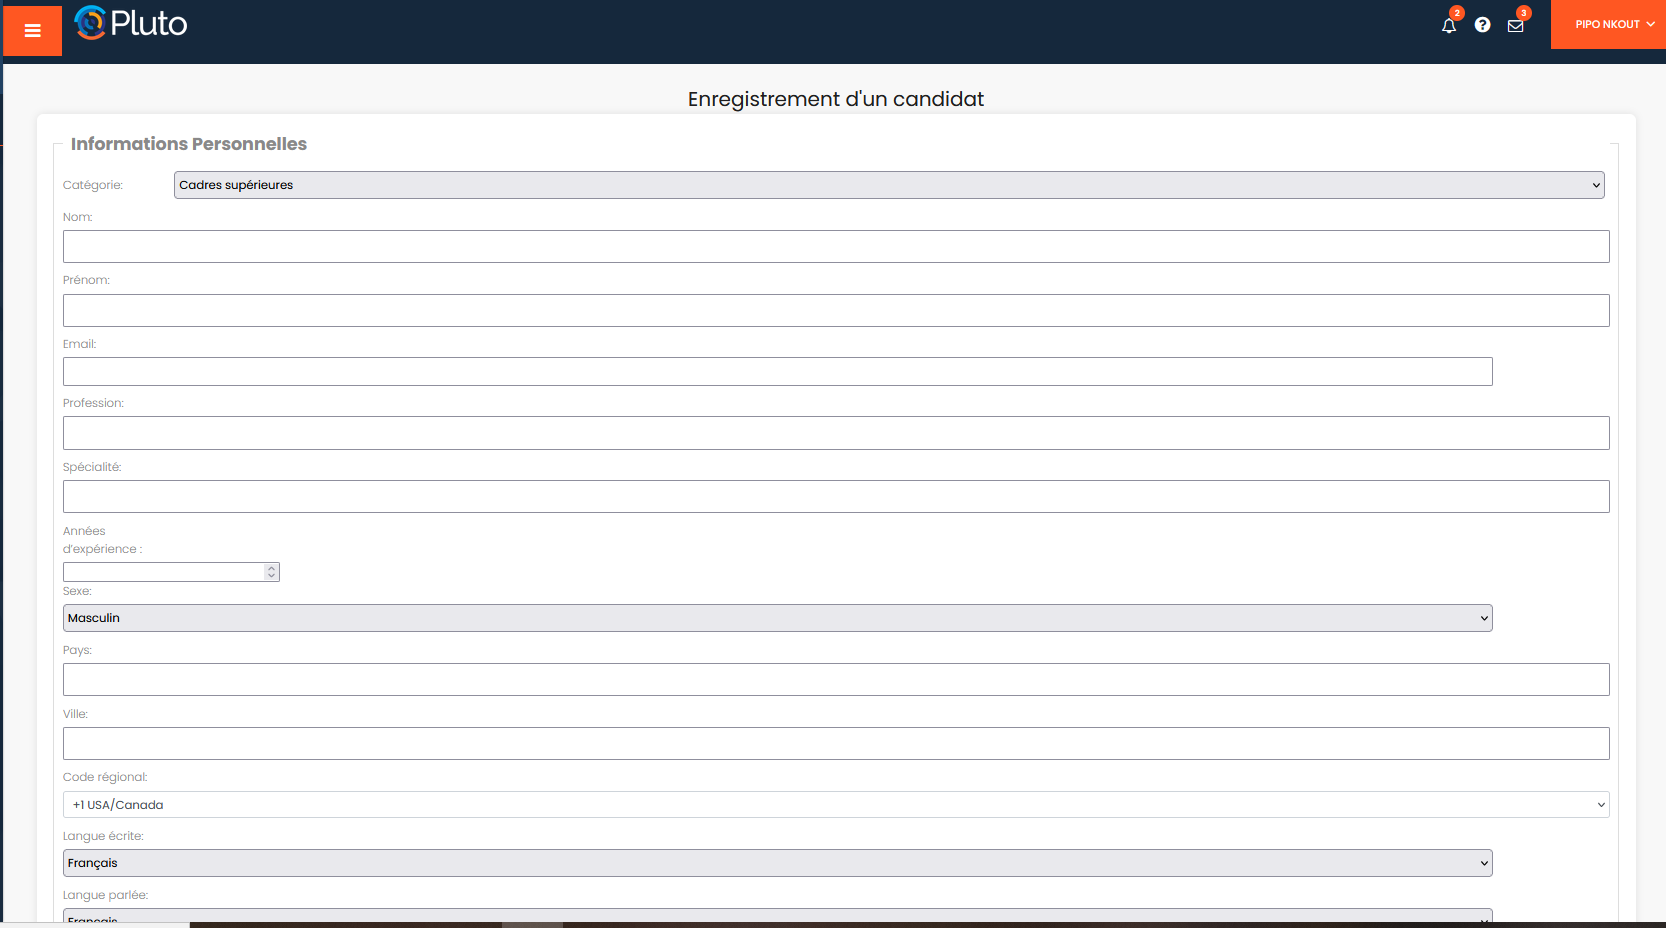 Pluto
2
3
PIPO NKOUT
Enregistrement d'un candidat
Informations Personnelles
Catégorie:
Cadres supérieures
Nom:
Prénom:
Email:
Profession:
Spécialité:
Années
d'expérience :
Sexe:
Masculin
Pays:
Ville:
Code régional:
+1 USA/Canada
Langue écrite:
Français
Langue parlée:
Français